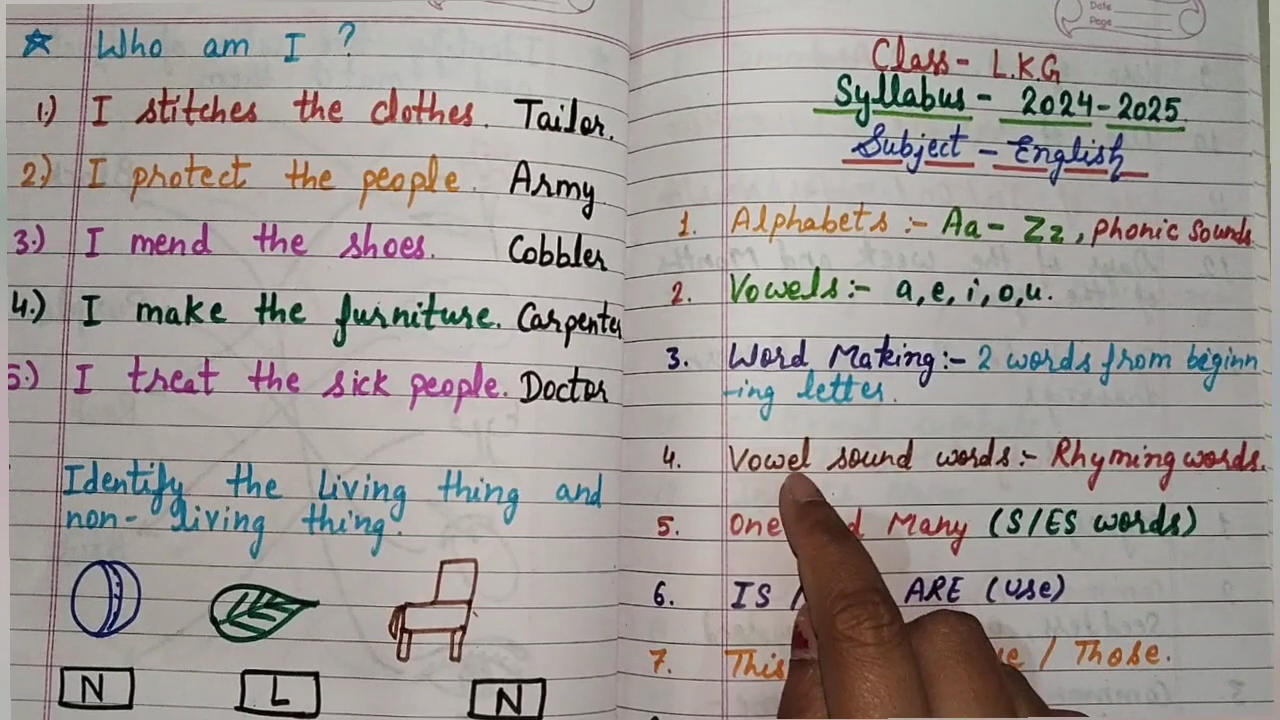 ☆ Who am I ?
1.) I stitches the clothes. Tailor.
2.) I protect the people. Army
3.) I mend the shoes. Cobbler
4.) I make the furniture. Carpenter
5.) I treat the sick people. Doctor
Identify the Living thing and
non-living thing.
N L N
Date
Page
Class - L.K.G
Syllabus - 2024-2025
Subject - English
1. Alphabets :- Aa - Zz, Phonic Sounds
2. Vowels :- a, e, i, o, u.
3. Word Making :- 2 words from biginn
-ing letter.
4. Vowel sound words :- Rhyming words.
5. One Many (S/ES words)
6. IS / ARE (use)
7. This / Those.